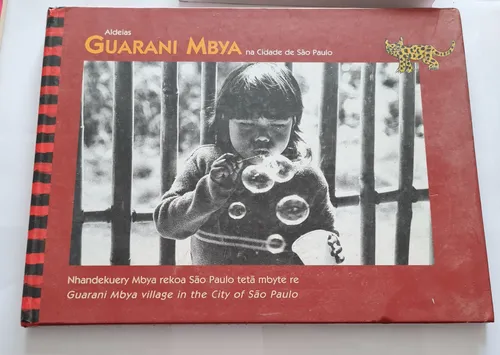 Aldeias
GUARANI MBYA na Cidade de São Paulo
Nhandekuery Mbya rekoa São Paulo tetã mbyte re
Guarani Mbya village in the City of São Paulo